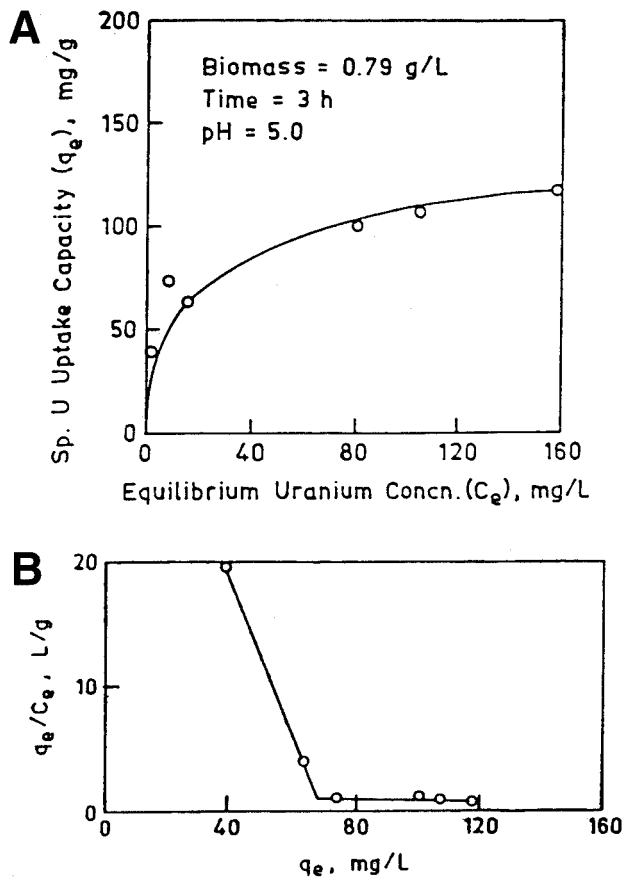 A
200
150
100
50
0
Sp. U Uptake Capacity (qe), mg/g
Biomass = 0.79 g/L
Time = 3 h
pH = 5.0
0 40 80 120 160
Equilibrium Uranium Concn.(Ce), mg/L
B
20
10
0
qe/Ce, L/g
0 40 80 120 160
qe, mg/L